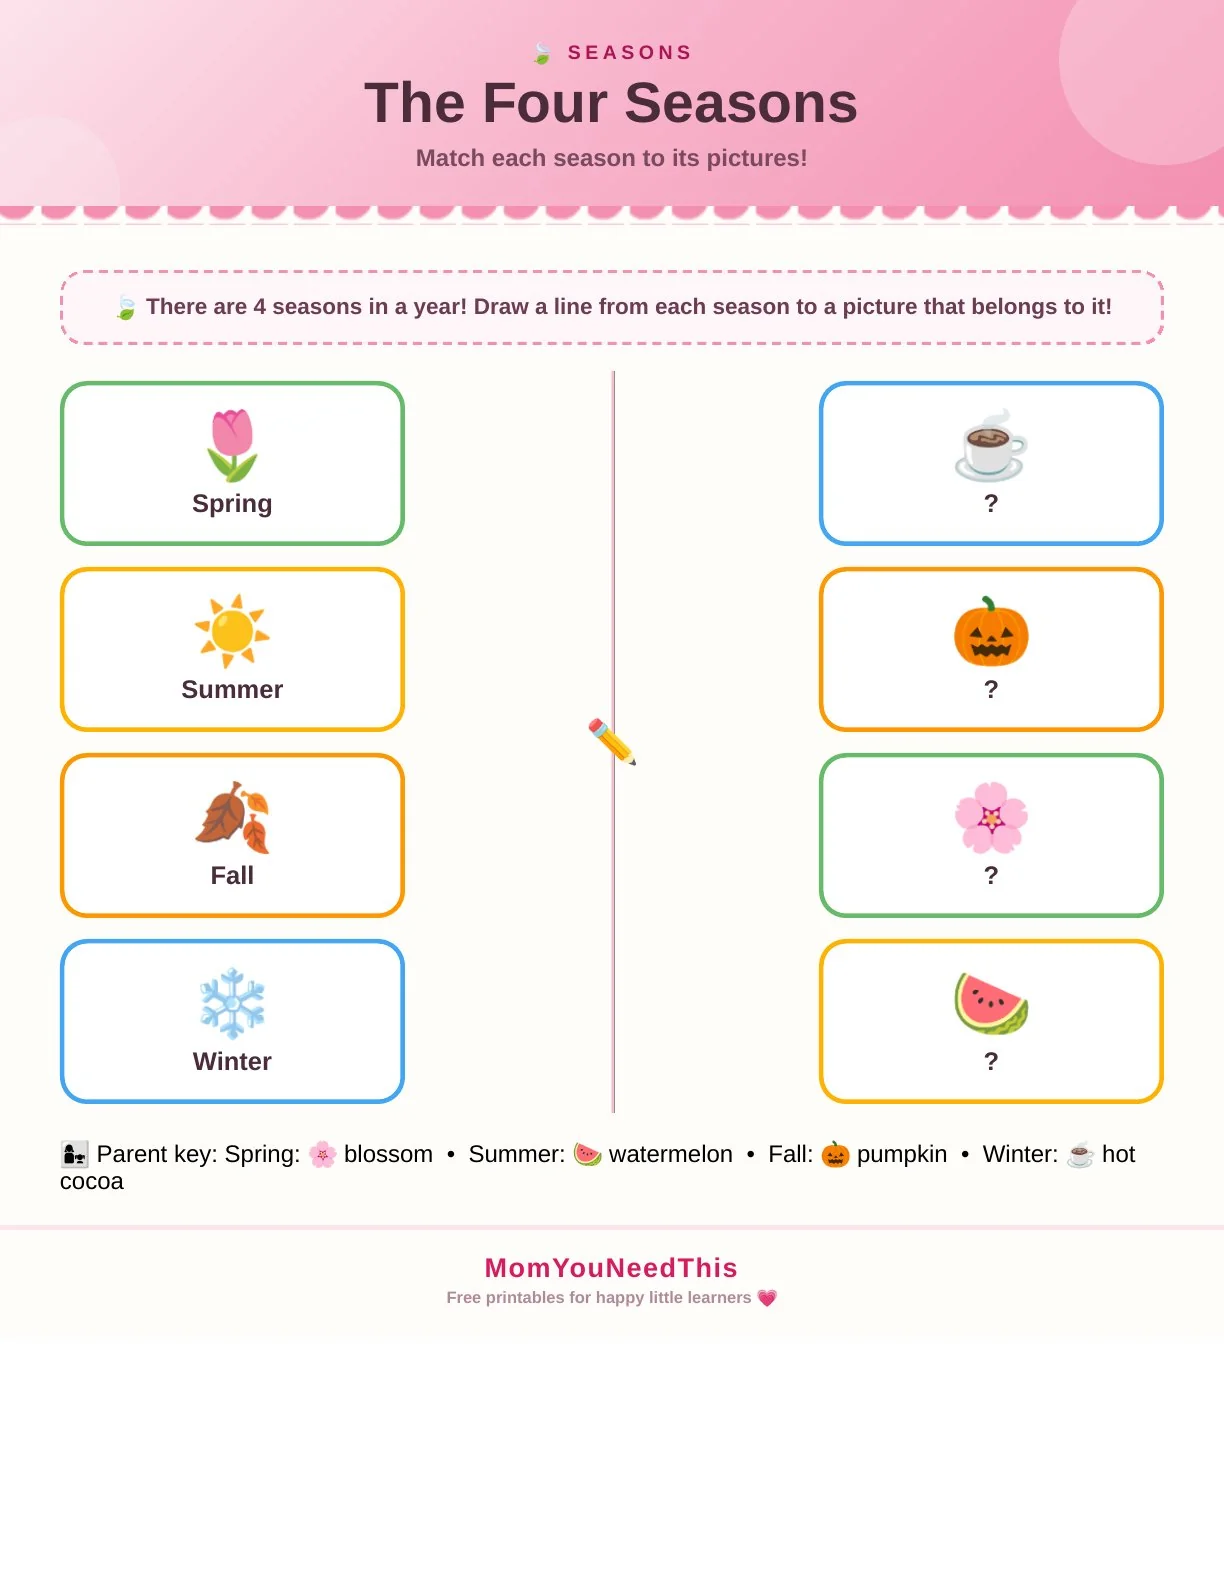 SEASONS
The Four Seasons
Match each season to its pictures!
There are 4 seasons in a year! Draw a line from each season to a picture that belongs to it!
Spring
?
Summer
?
Fall
?
Winter
?
Parent key: Spring: 🌸 blossom • Summer: 🍉 watermelon • Fall: 🎃 pumpkin • Winter: ☕ hot
cocoa
MomYouNeedThis
Free printables for happy little learners 💗